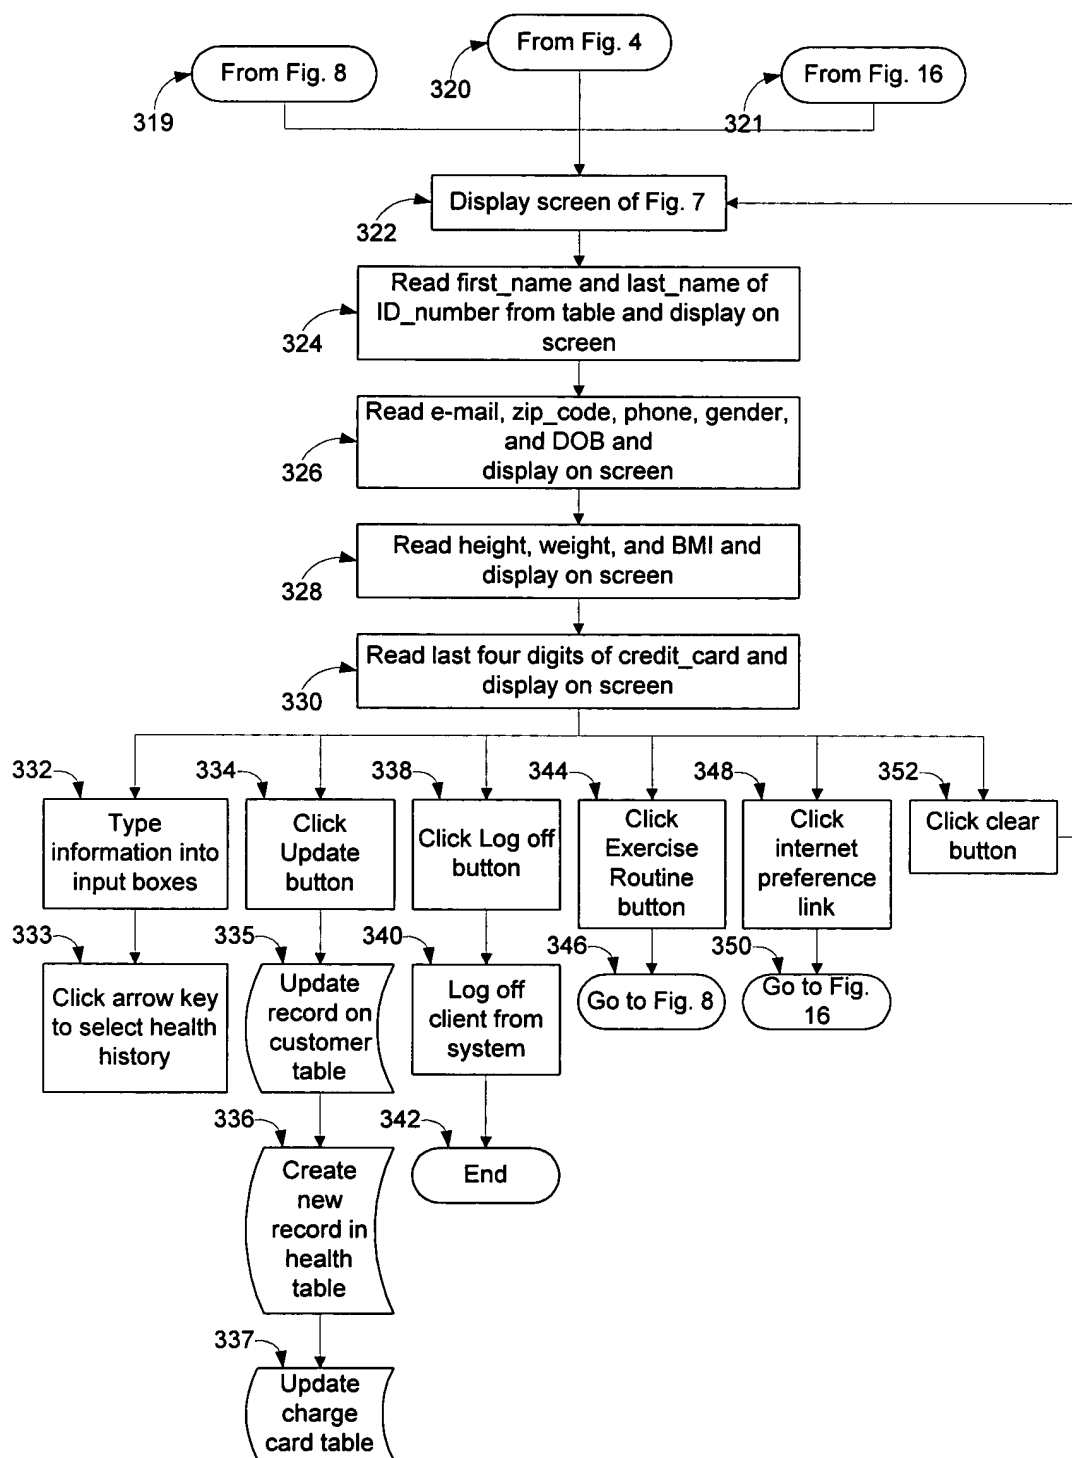 From Fig. 4
From Fig. 8
From Fig. 16
320
319
321
Display screen of Fig. 7
322
Read first_name and last_name of
ID_number from table and display on
screen
324
Read e-mail, zip_code, phone, gender,
and DOB and
display on screen
326
Read height, weight, and BMI and
display on screen
328
Read last four digits of credit_card and
display on screen
330
332
334
338
344
348
352
Type
information into
input boxes
Click
Update
button
Click Log off
button
Click
Exercise
Routine
button
Click
internet
preference
link
Click clear
button
333
335
340
346
350
Click arrow key
to select health
history
Update
record on
customer
table
Log off
client from
system
Go to Fig. 8
Go to Fig.
16
336
342
Create
new
record in
health
table
End
337
Update
charge
card table